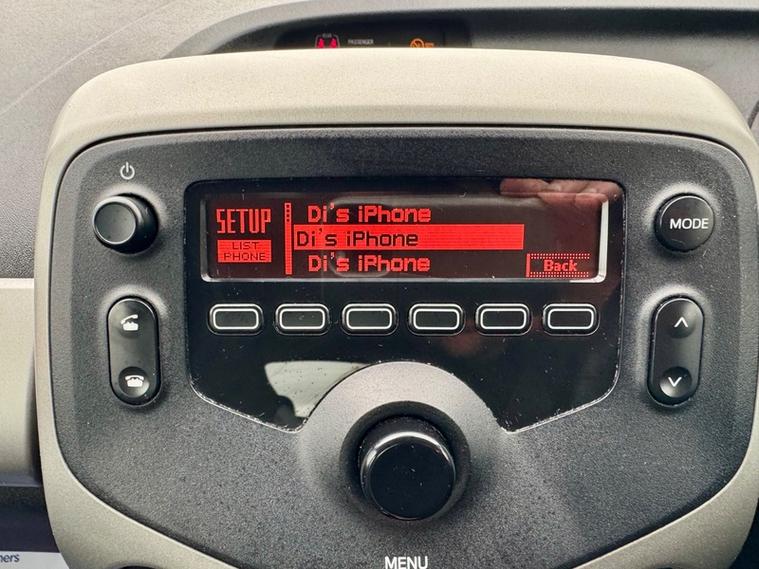 PASSENGER
SETUP
LIST
PHONE
Di's iPhone
Di's iPhone
Di's iPhone
Back
MODE
MENU